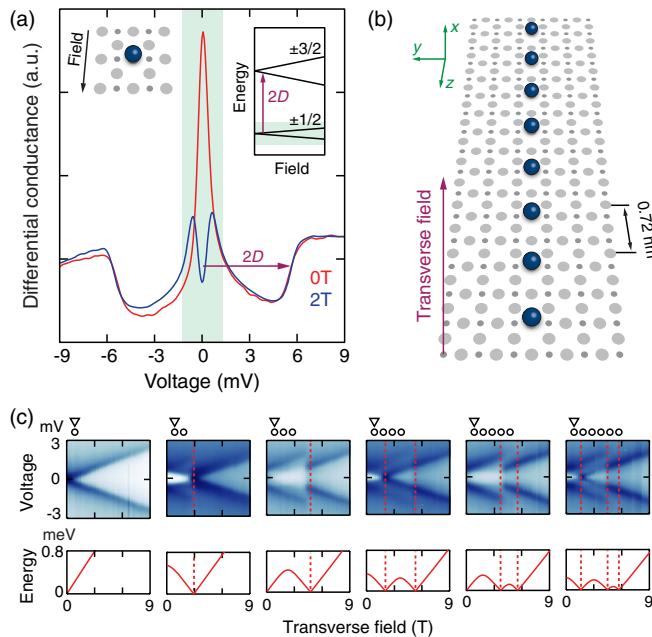 (a)
Field
Energy
±3/2
2D
±1/2
Field
Differential conductance (a.u.)
2D
0T
2T
-9
-6
-3
0
3
6
9
Voltage (mV)
(b)
x
y
z
Transverse field
0.72 nm
(c)
mV
3
0
-3
Voltage
meV
0.8
0
Energy
0 9 0 9 0 9 0 9 0 9 0 9
Transverse field (T)